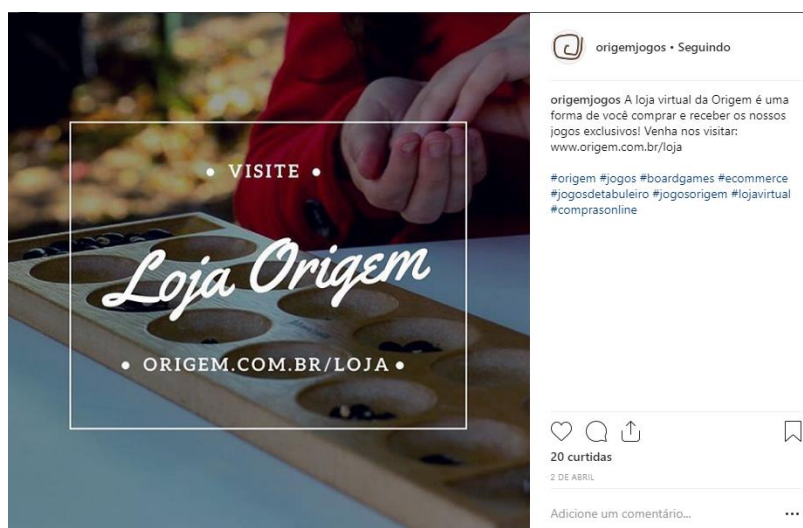 • VISITE •
Loja Origem
• ORIGEM.COM.BR/LOJA •
origemjogos • Seguindo
origemjogos A loja virtual da Origem é uma
forma de você comprar e receber os nossos
jogos exclusivos! Venha nos visitar:
www.origem.com.br/loja
#origem #jogos #boardgames #ecommerce
#jogosdetabuleiro #jogosorigem #lojavirtual
#comprasonline
20 curtidas
2 DE ABRIL
Adicione um comentário...